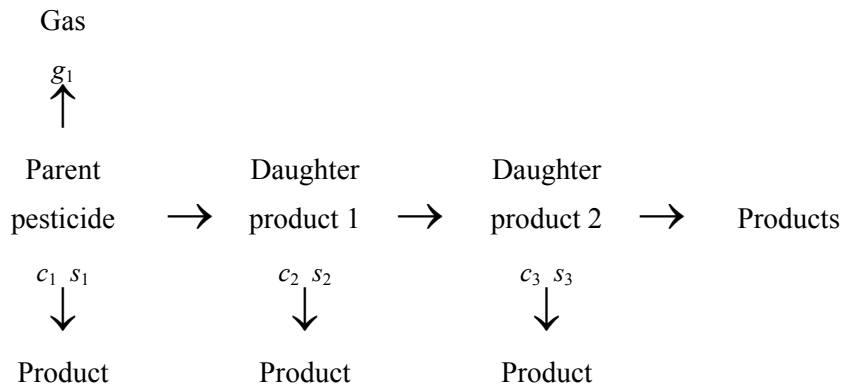 Gas
g₁
Parent Daughter Daughter
pesticide → product 1 → product 2 → Products
c₁ s₁ c₂ s₂ c₃ s₃
Product Product Product